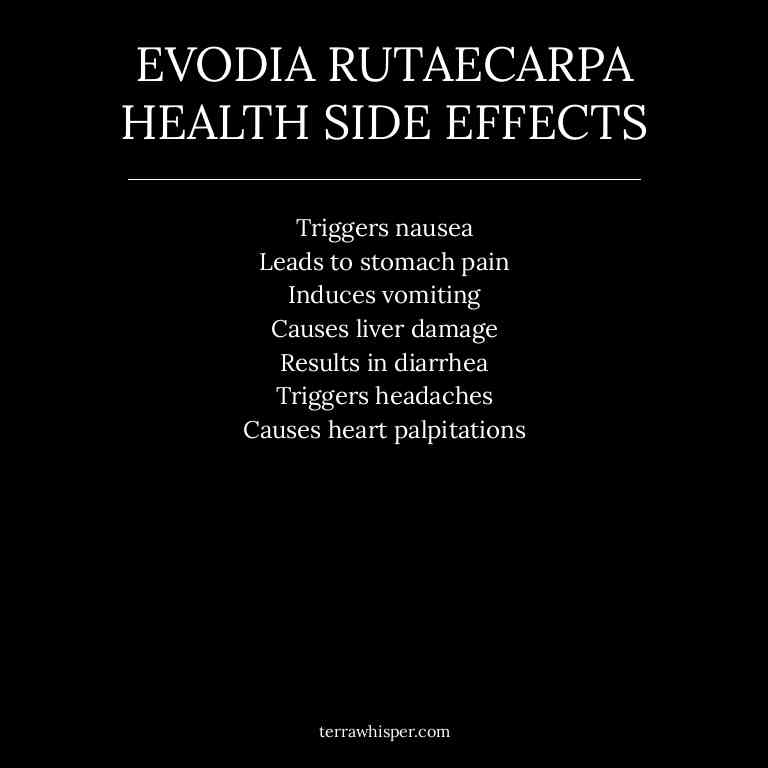 EVODIA RUTAECARPA
HEALTH SIDE EFFECTS
Triggers nausea
Leads to stomach pain
Induces vomiting
Causes liver damage
Results in diarrhea
Triggers headaches
Causes heart palpitations
terrawhisper.com